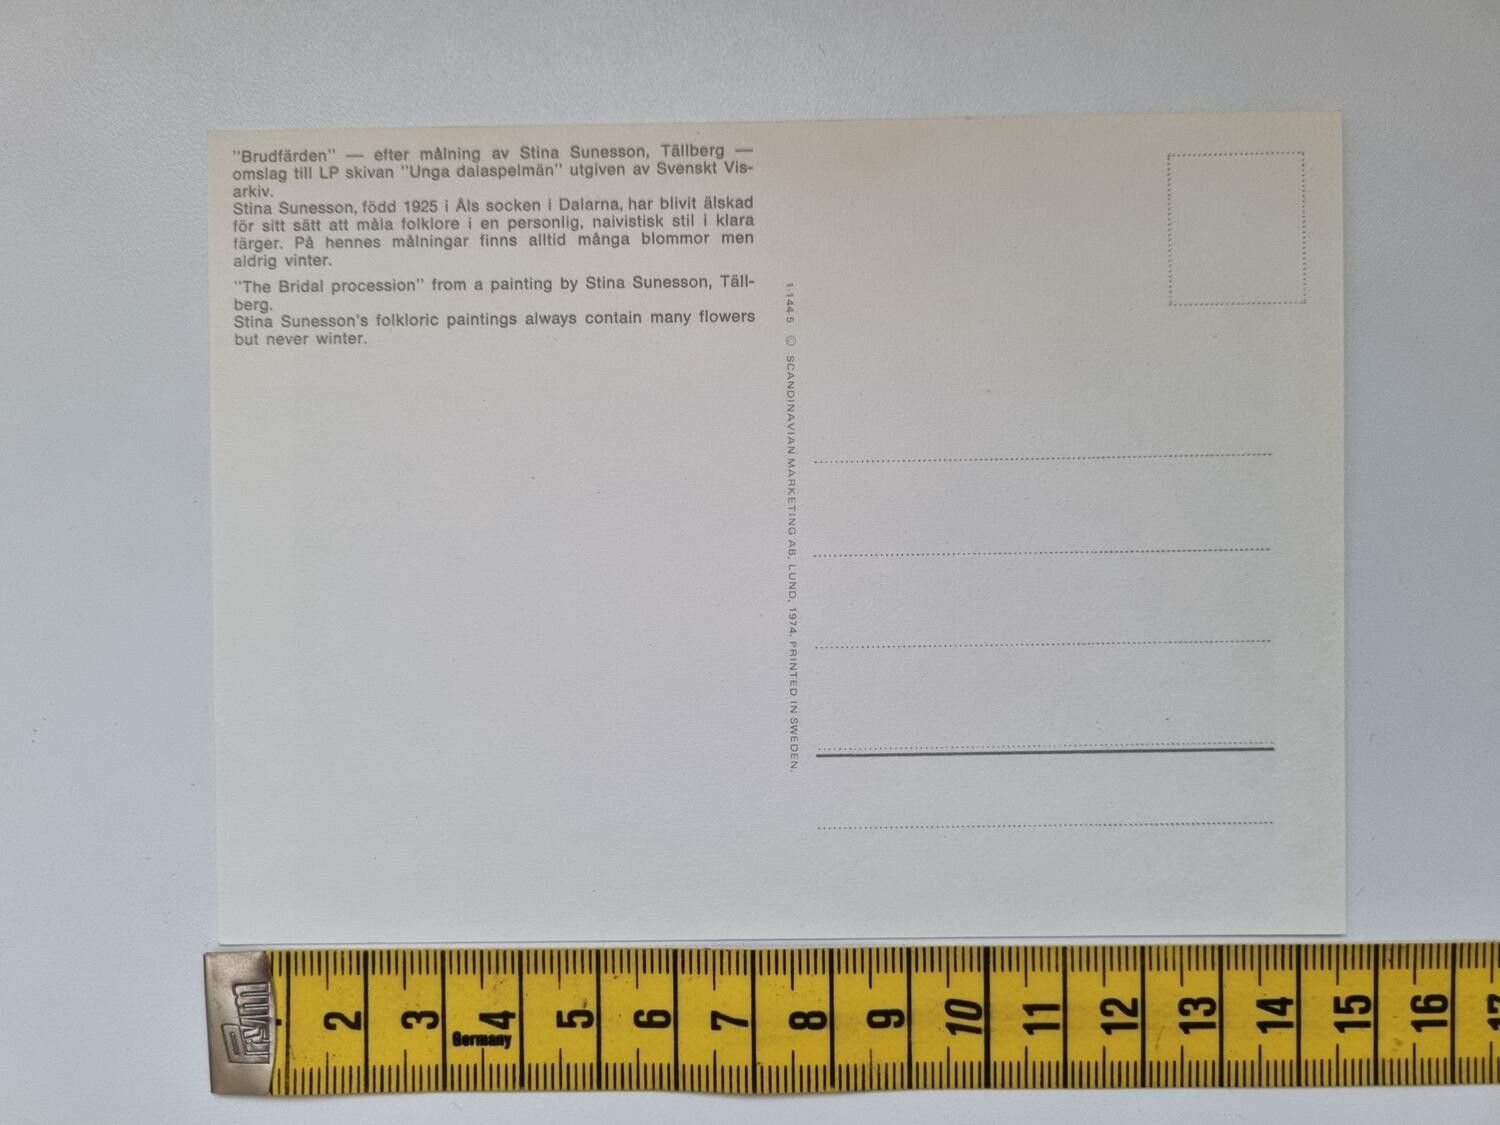 "Brudfärden" — efter målning av Stina Sunesson, Tällberg —
omslag till LP skivan "Unga dalaspelmän" utgiven av Svenskt Vis-
arkiv.
Stina Sunesson, född 1925 i Åls socken i Dalarna, har blivit älskad
för sitt sätt att måla folklore i en personlig, naivistisk stil i klara
färger. På hennes målningar finns alltid många blommor men
aldrig vinter.
"The Bridal procession" from a painting by Stina Sunesson, Täll-
berg.
Stina Sunesson's folkloric paintings always contain many flowers
but never winter.
1-144-5 © SCANDINAVIAN MARKETING AB, LUND, 1974. PRINTED IN SWEDEN.
Prym
2 3 4 5 6 7 8 9 10 11 12 13 14 15 16 17
Germany